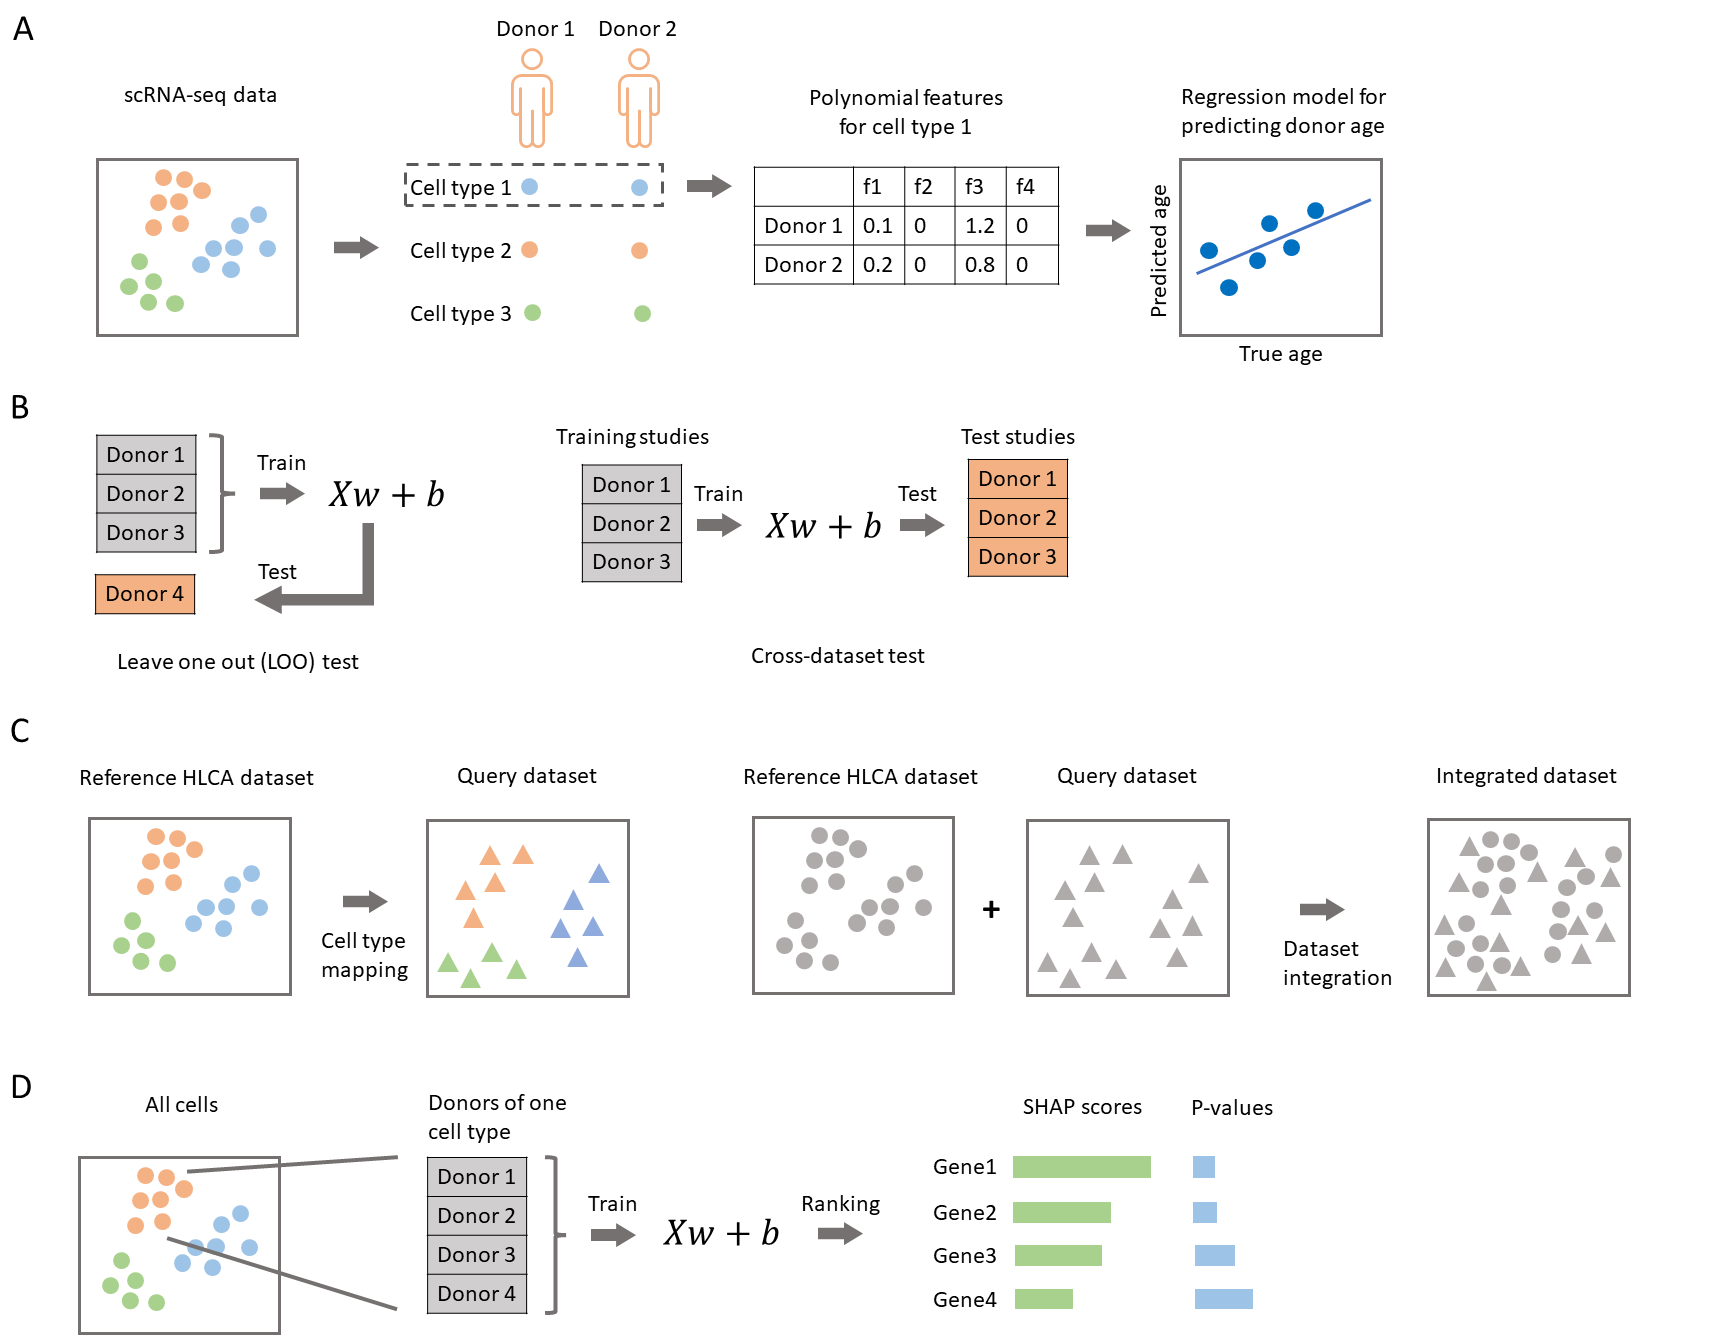 A
Donor 1
Donor 2
scRNA-seq data
Polynomial features
for cell type 1
Regression model for
predicting donor age
Cell type 1
Cell type 2
Cell type 3
f1 f2 f3 f4
Donor 1 0.1 0 1.2 0
Donor 2 0.2 0 0.8 0
Predicted age
True age
B
Donor 1
Donor 2
Donor 3
Train
Xw + b
Test
Donor 4
Leave one out (LOO) test
Training studies
Donor 1
Donor 2
Donor 3
Train
Xw + b
Test
Test studies
Donor 1
Donor 2
Donor 3
Cross-dataset test
C
Reference HLCA dataset
Cell type
mapping
Query dataset
Reference HLCA dataset
+
Query dataset
Dataset
integration
Integrated dataset
D
All cells
Donors of one
cell type
Donor 1
Donor 2
Donor 3
Donor 4
Train
Xw + b
Ranking
SHAP scores
P-values
Gene1
Gene2
Gene3
Gene4